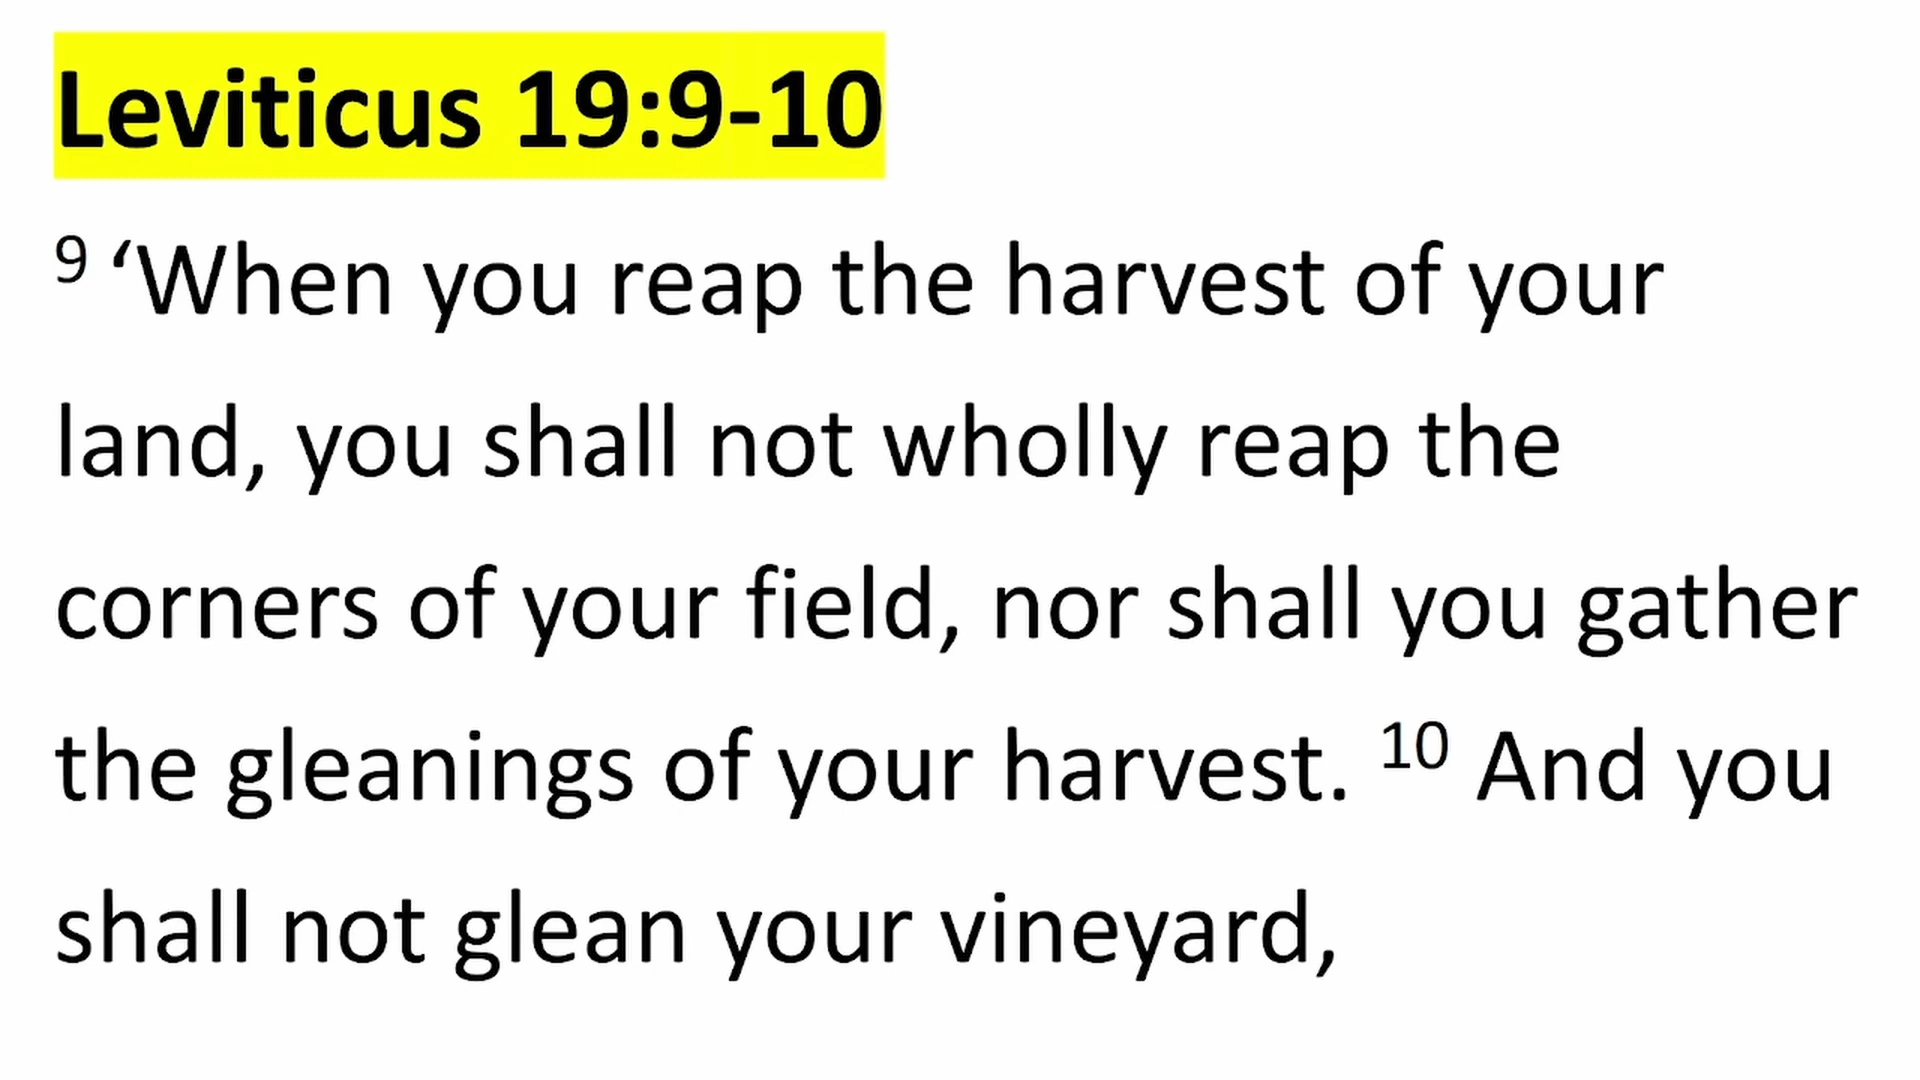 Leviticus 19:9-10
9 ‘When you reap the harvest of your
land, you shall not wholly reap the
corners of your field, nor shall you gather
the gleanings of your harvest. 10 And you
shall not glean your vineyard,